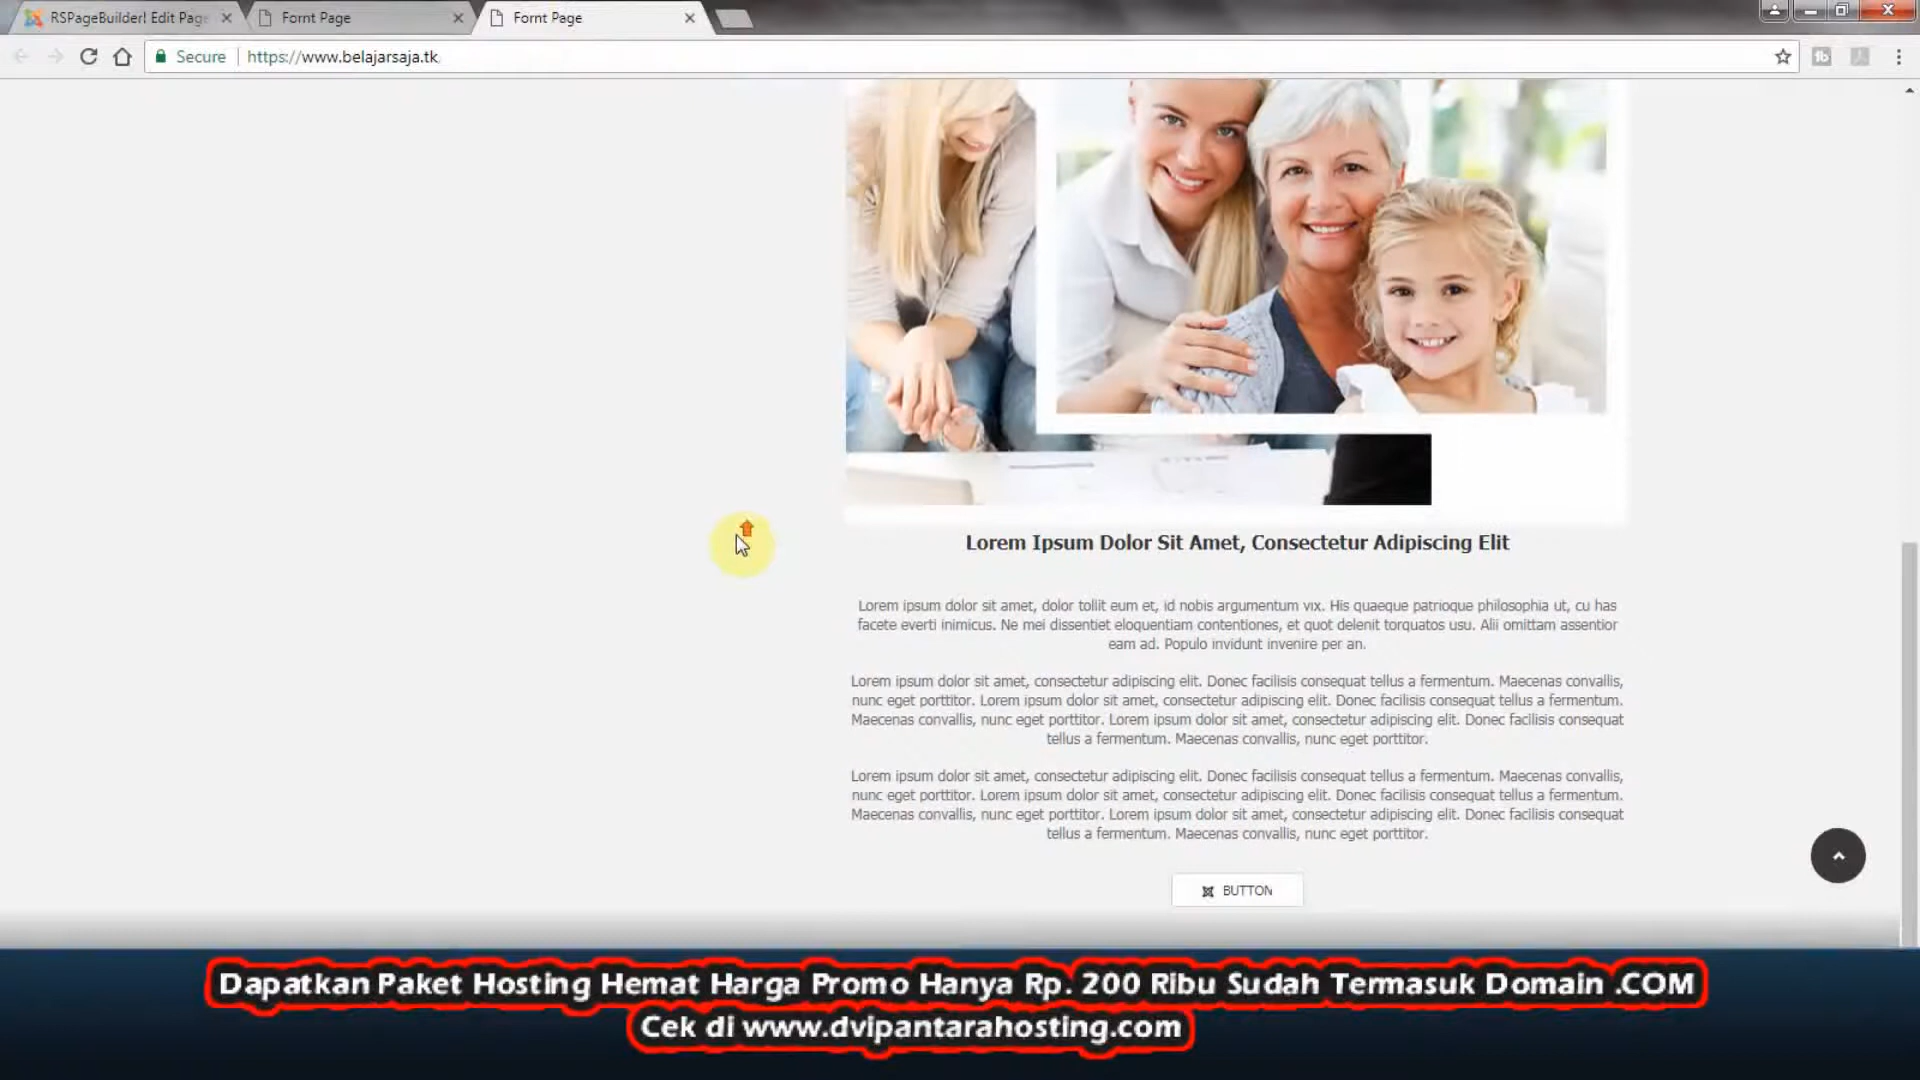 RSPageBuilder! Edit Page
Fornt Page
Fornt Page
Secure
https://www.belajarsaja.tk
Lorem Ipsum Dolor Sit Amet, Consectetur Adipiscing Elit
Lorem ipsum dolor sit amet, dolor tollit eum et, id nobis argumentum vix. His quaeque patrioque philosophia ut, cu has
facete everti inimicus. Ne mei dissentiet eloquentiam contentiones, et quot delenit torquatos usu. Alii omittam assentior
eam ad. Populo invidunt invenire per an.
Lorem ipsum dolor sit amet, consectetur adipiscing elit. Donec facilisis consequat tellus a fermentum. Maecenas convallis,
nunc eget porttitor. Lorem ipsum dolor sit amet, consectetur adipiscing elit. Donec facilisis consequat tellus a fermentum.
Maecenas convallis, nunc eget porttitor. Lorem ipsum dolor sit amet, consectetur adipiscing elit. Donec facilisis consequat
tellus a fermentum. Maecenas convallis, nunc eget porttitor.
Lorem ipsum dolor sit amet, consectetur adipiscing elit. Donec facilisis consequat tellus a fermentum. Maecenas convallis,
nunc eget porttitor. Lorem ipsum dolor sit amet, consectetur adipiscing elit. Donec facilisis consequat tellus a fermentum.
Maecenas convallis, nunc eget porttitor. Lorem ipsum dolor sit amet, consectetur adipiscing elit. Donec facilisis consequat
tellus a fermentum. Maecenas convallis, nunc eget porttitor.
BUTTON
Dapatkan Paket Hosting Hemat Harga Promo Hanya Rp. 200 Ribu Sudah Termasuk Domain .COM
Cek di www.dvipantarahosting.com